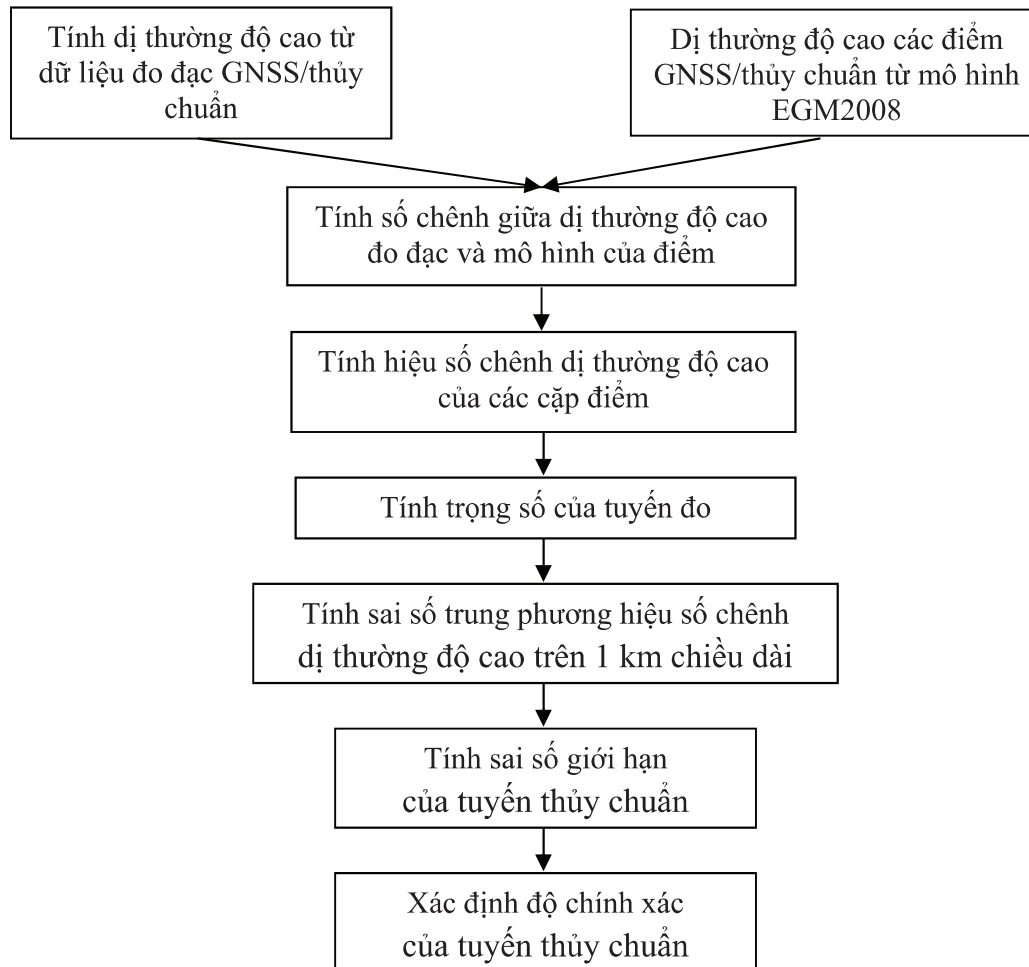 Tính dị thường độ cao từ
dữ liệu đo đạc GNSS/thủy
chuẩn
Dị thường độ cao các điểm
GNSS/thủy chuẩn từ mô hình
EGM2008
Tính số chênh giữa dị thường độ cao
đo đạc và mô hình của điểm
Tính hiệu số chênh dị thường độ cao
của các cặp điểm
Tính trọng số của tuyến đo
Tính sai số trung phương hiệu số chênh
dị thường độ cao trên 1 km chiều dài
Tính sai số giới hạn
của tuyến thủy chuẩn
Xác định độ chính xác
của tuyến thủy chuẩn